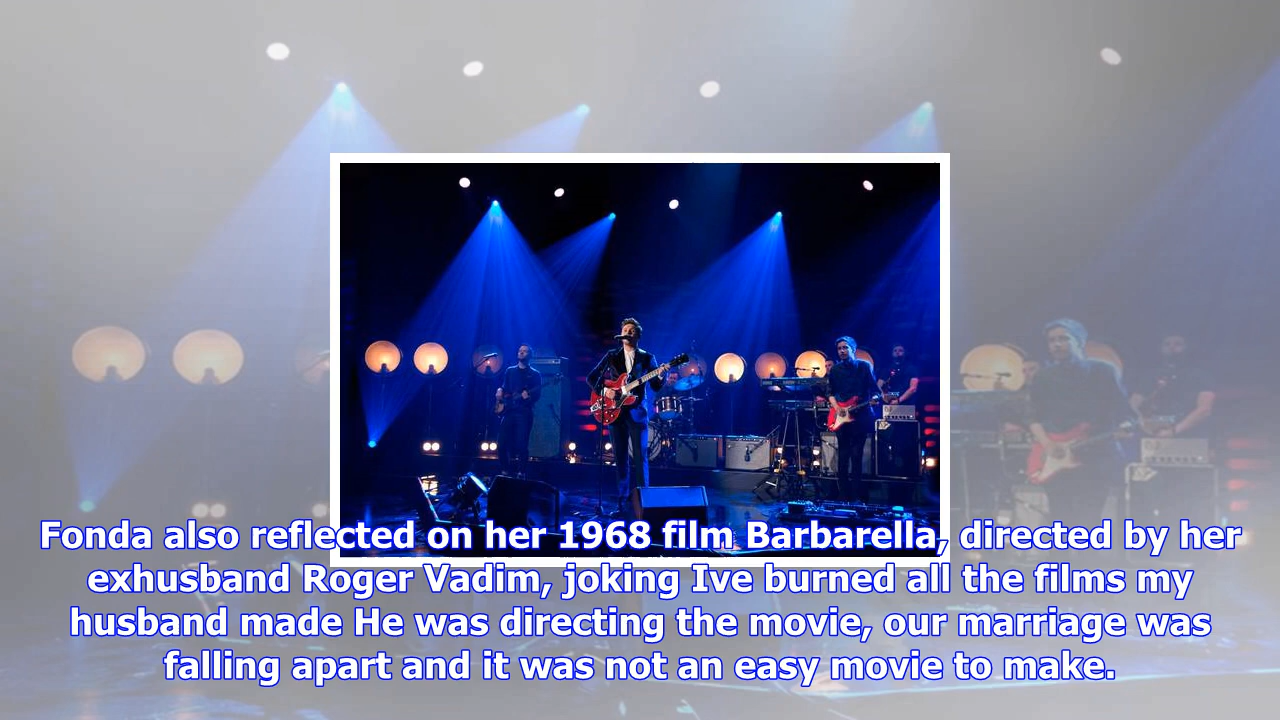 Fonda also reflected on her 1968 film Barbarella, directed by her
exhusband Roger Vadim, joking Ive burned all the films my
husband made He was directing the movie, our marriage was
falling apart and it was not an easy movie to make.